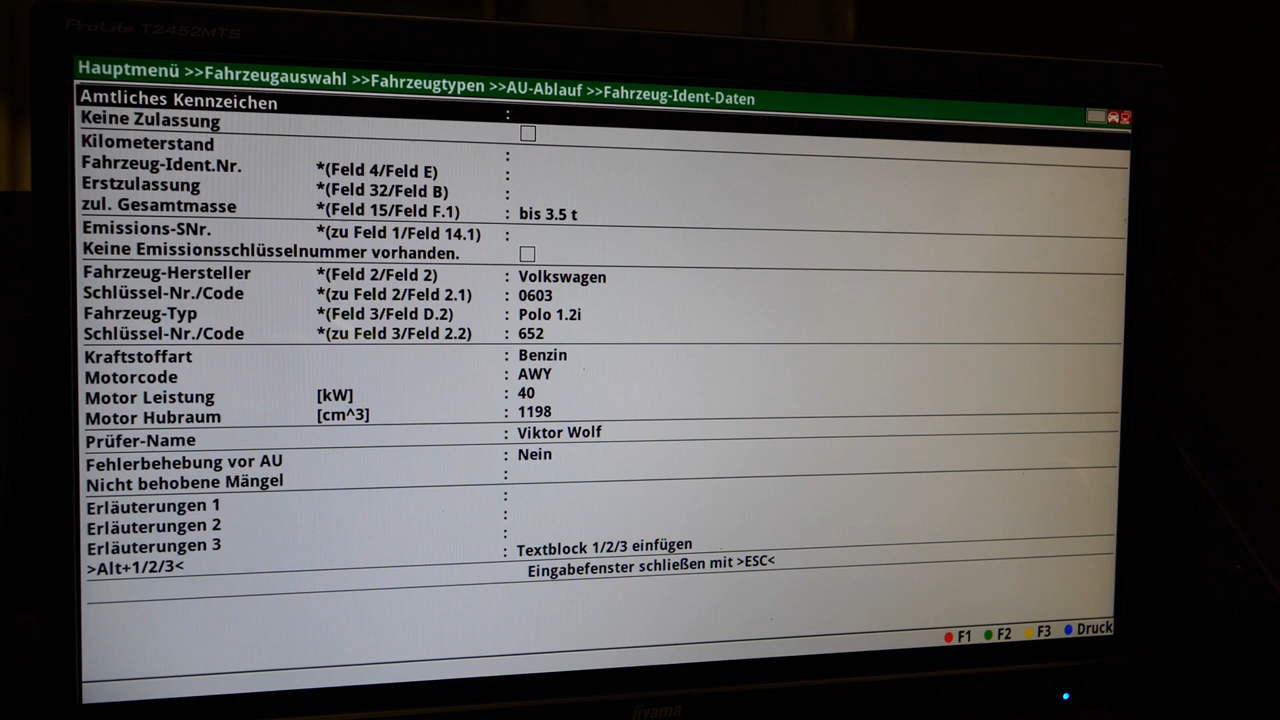 ProLite T2452MTS
Hauptmenü >>Fahrzeugauswahl >>Fahrzeugtypen >>AU-Ablauf >>Fahrzeug-Ident-Daten
Amtliches Kennzeichen :
Keine Zulassung
Kilometerstand :
Fahrzeug-Ident.Nr. *(Feld 4/Feld E) :
Erstzulassung *(Feld 32/Feld B) :
zul. Gesamtmasse *(Feld 15/Feld F.1) : bis 3.5 t
Emissions-SNr. *(zu Feld 1/Feld 14.1) :
Keine Emissionsschlüsselnummer vorhanden.
Fahrzeug-Hersteller *(Feld 2/Feld 2) : Volkswagen
Schlüssel-Nr./Code *(zu Feld 2/Feld 2.1) : 0603
Fahrzeug-Typ *(Feld 3/Feld D.2) : Polo 1.2i
Schlüssel-Nr./Code *(zu Feld 3/Feld 2.2) : 652
Kraftstoffart : Benzin
Motorcode : AWY
Motor Leistung [kW] : 40
Motor Hubraum [cm^3] : 1198
Prüfer-Name : Viktor Wolf
Fehlerbehebung vor AU : Nein
Nicht behobene Mängel :
Erläuterungen 1 :
Erläuterungen 2 :
Erläuterungen 3 :
>Alt+1/2/3< : Textblock 1/2/3 einfügen
Eingabefenster schließen mit >ESC<
F1 F2 F3 Druck
iiyama